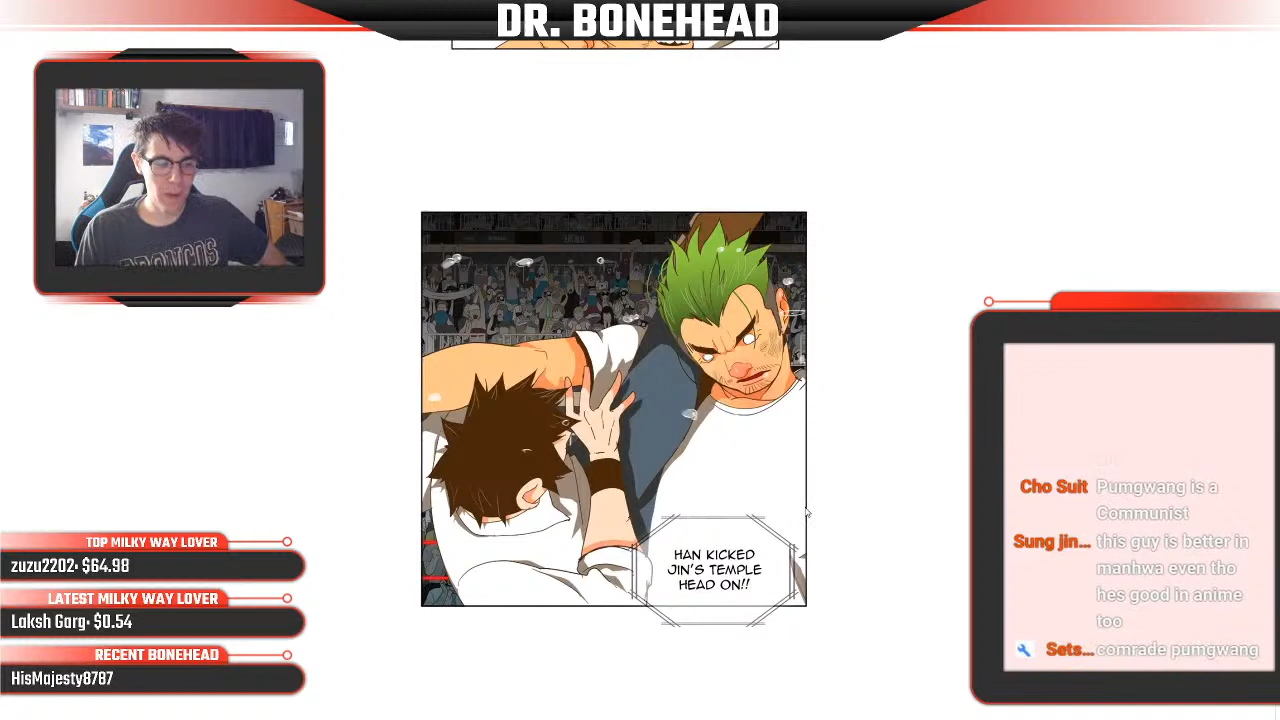 DR. BONEHEAD
HAN KICKED
JIN'S TEMPLE
HEAD ON!!
TOP MILKY WAY LOVER
zuzu2202• $64.98
LATEST MILKY WAY LOVER
Laksh Garg• $0.54
RECENT BONEHEAD
HisMajesty8787
Cho Suit Pumgwang is a
Communist
Sung jin... this guy is better in
manhwa even tho
hes good in anime
too
Sets... comrade pumgwang